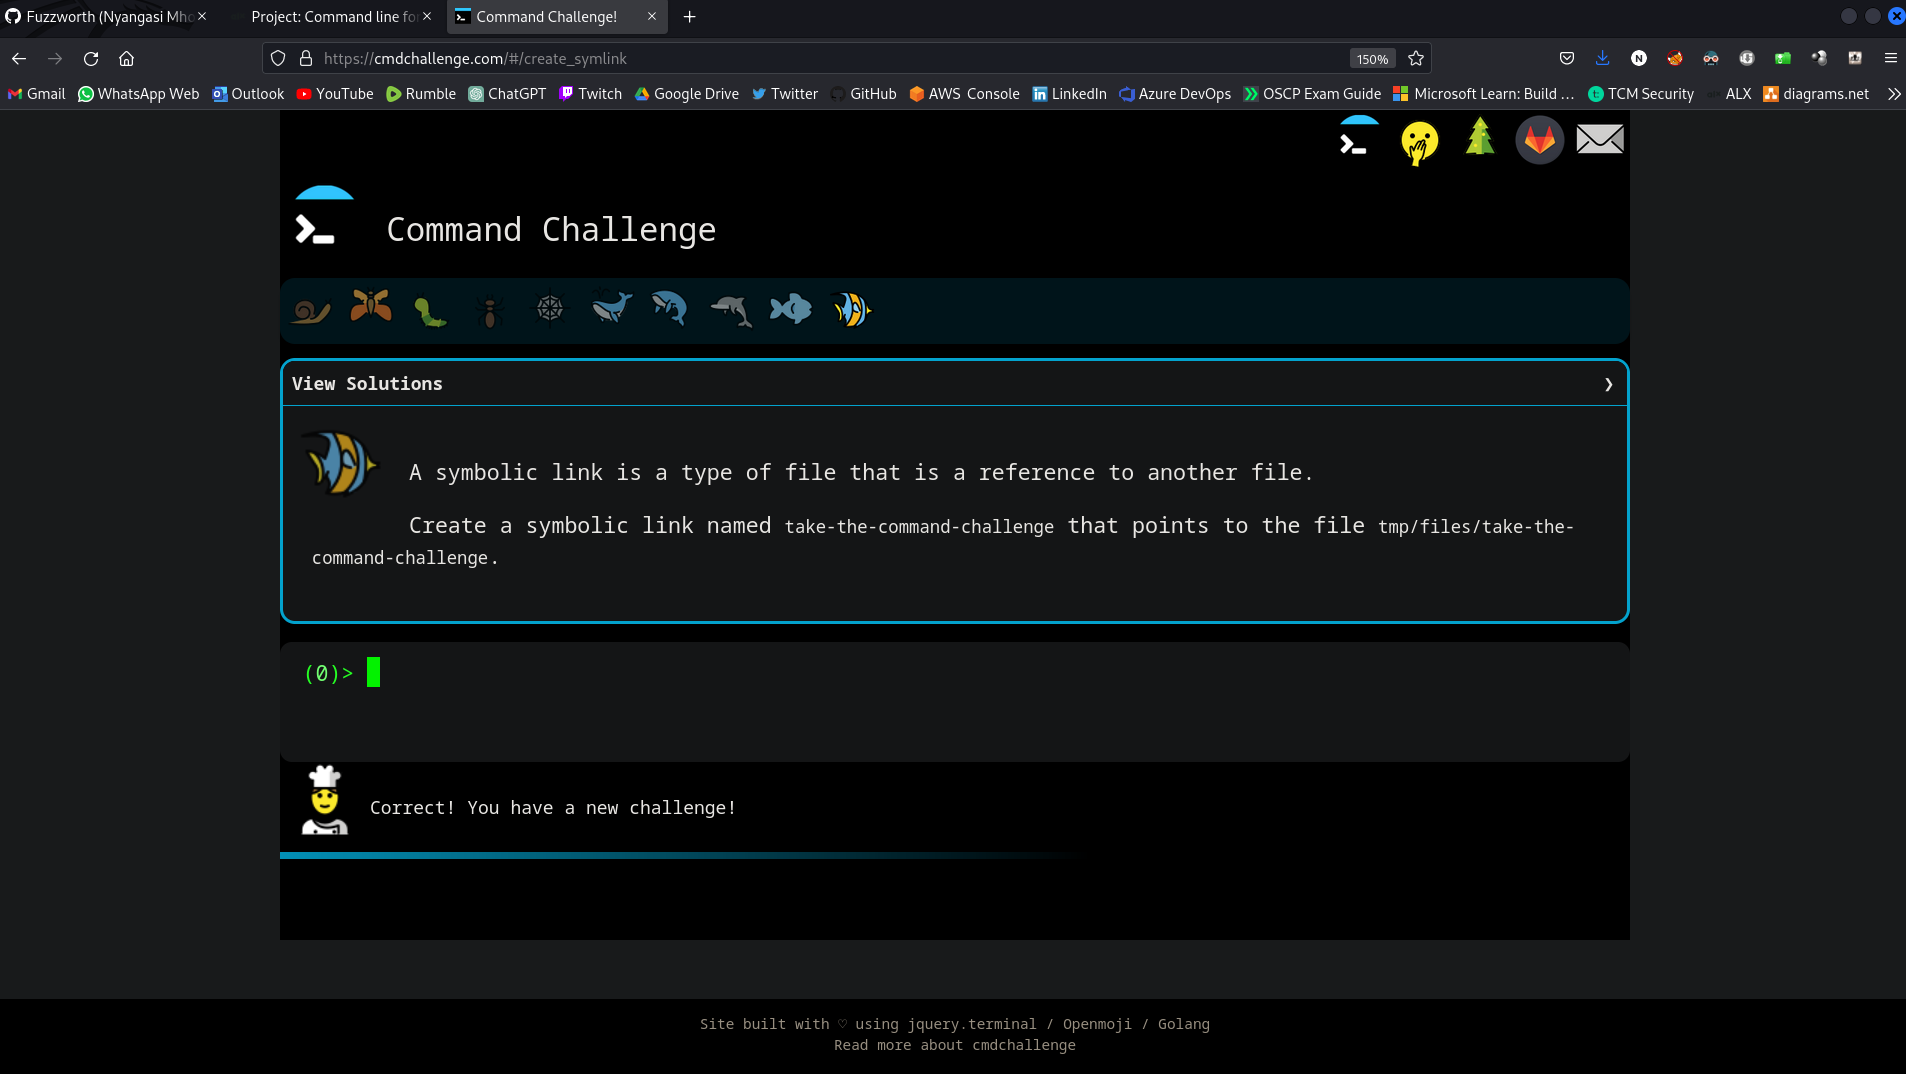 Fuzzworth (Nyangasi Mho
Project: Command line fo
Command Challenge!
https://cmdchallenge.com/#/create_symlink
150%
Gmail WhatsApp Web Outlook YouTube Rumble ChatGPT Twitch Google Drive Twitter GitHub AWS Console LinkedIn Azure DevOps OSCP Exam Guide Microsoft Learn: Build ... TCM Security ALX diagrams.net
Command Challenge
View Solutions
A symbolic link is a type of file that is a reference to another file.
Create a symbolic link named take-the-command-challenge that points to the file tmp/files/take-the-
command-challenge.
(0)>
Correct! You have a new challenge!
Site built with ♡ using jquery.terminal / Openmoji / Golang
Read more about cmdchallenge